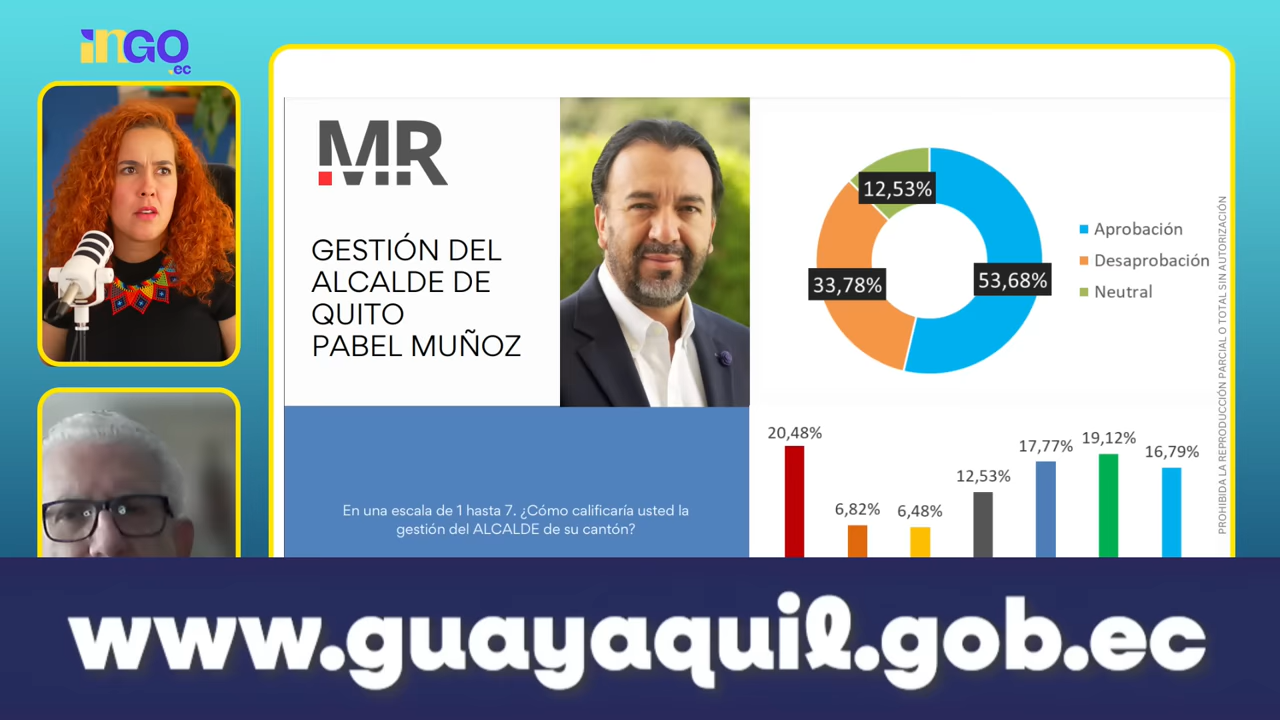 inGO
.ec
MR
GESTIÓN DEL
ALCALDE DE
QUITO
PABEL MUÑOZ
12,53%
33,78%
53,68%
Aprobación
Desaprobación
Neutral
PROHIBIDA LA REPRODUCCIÓN PARCIAL O TOTAL SIN AUTORIZACIÓN
En una escala de 1 hasta 7. ¿Cómo calificaría usted la
gestión del ALCALDE de su cantón?
20,48%
6,82%
6,48%
12,53%
17,77%
19,12%
16,79%
www.guayaquil.gob.ec